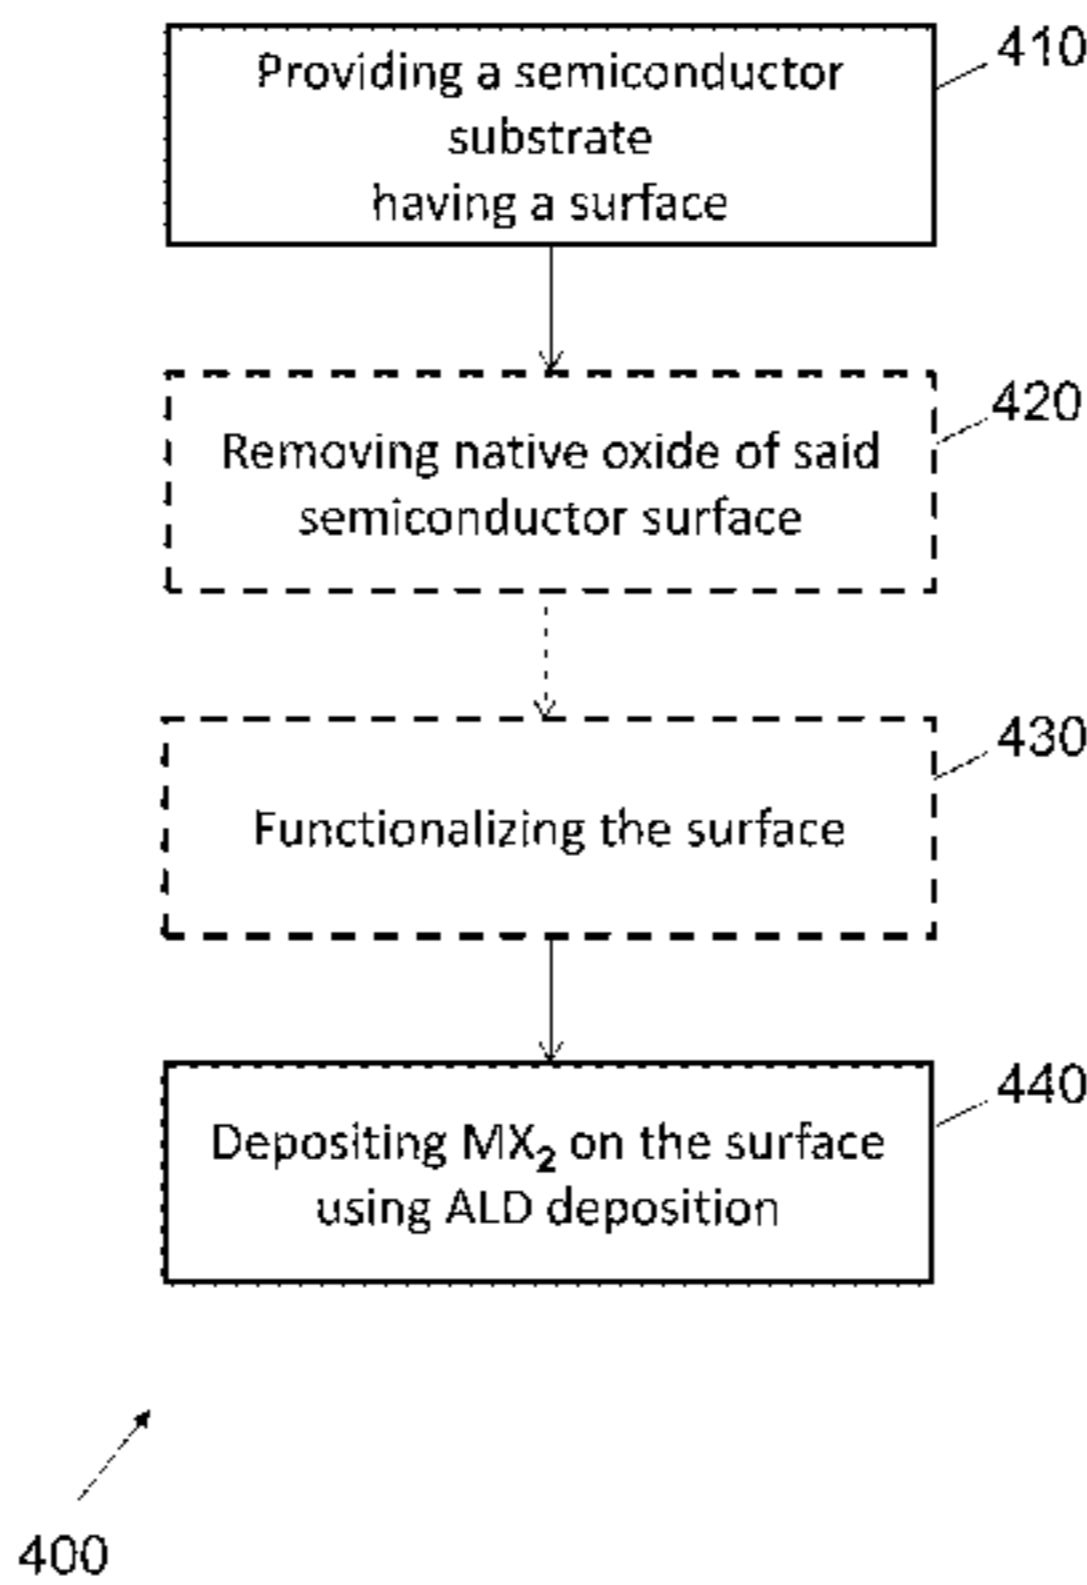 Providing a semiconductor
substrate
having a surface
410
Removing native oxide of said
semiconductor surface
420
Functionalizing the surface
430
Depositing MX₂ on the surface
using ALD deposition
440
400